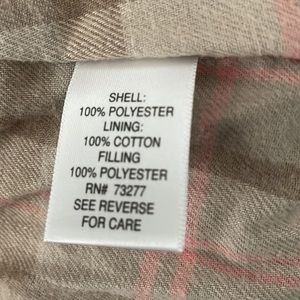 SHELL:
100% POLYESTER
LINING:
100% COTTON
FILLING
100% POLYESTER
RN# 73277
SEE REVERSE
FOR CARE